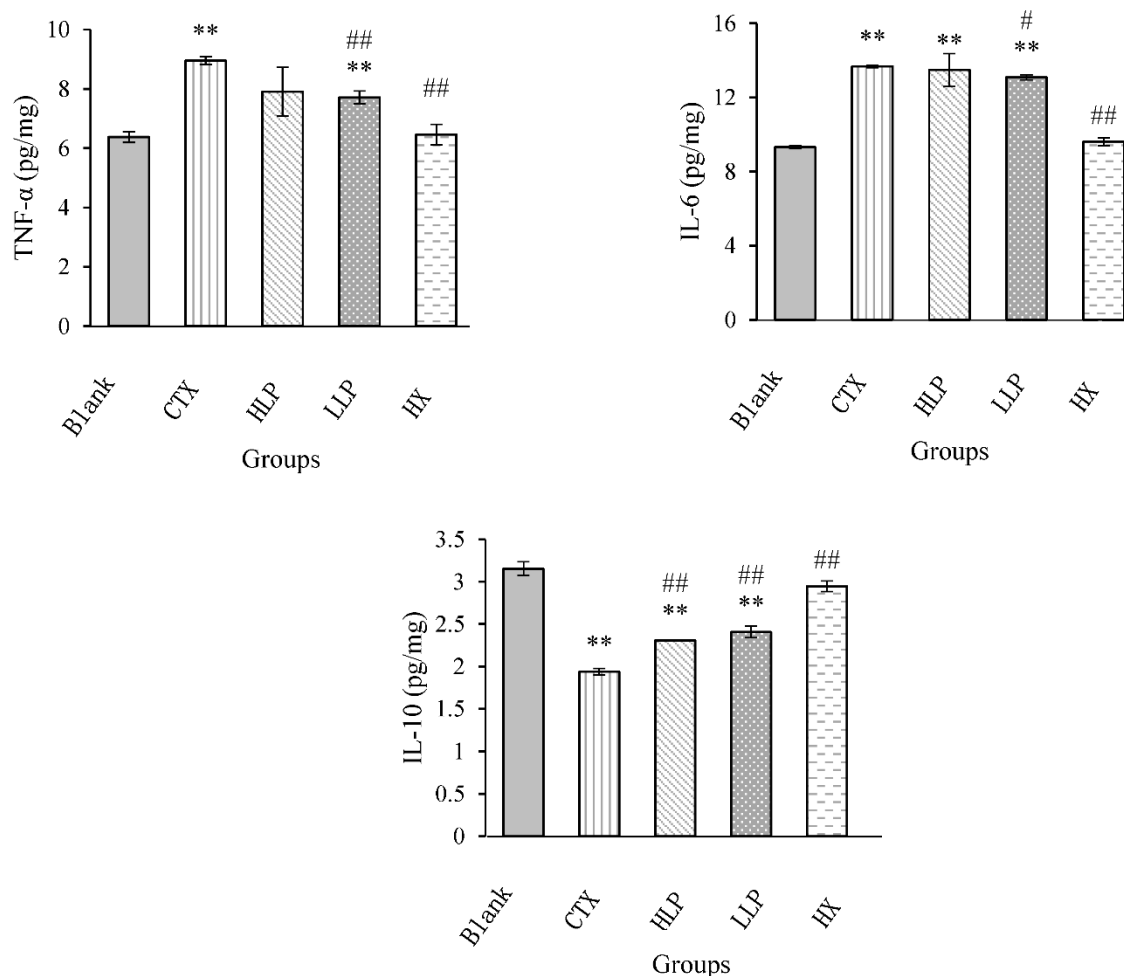 TNF-α (pg/mg)
10
8
6
4
2
0
**
##
**
##
Blank
CTX
HLP
LLP
HX
Groups
IL-6 (pg/mg)
16
12
8
4
0
**
**
#
**
##
Blank
CTX
HLP
LLP
HX
Groups
IL-10 (pg/mg)
3.5
3
2.5
2
1.5
1
0.5
0
**
##
**
##
**
##
Blank
CTX
HLP
LLP
HX
Groups